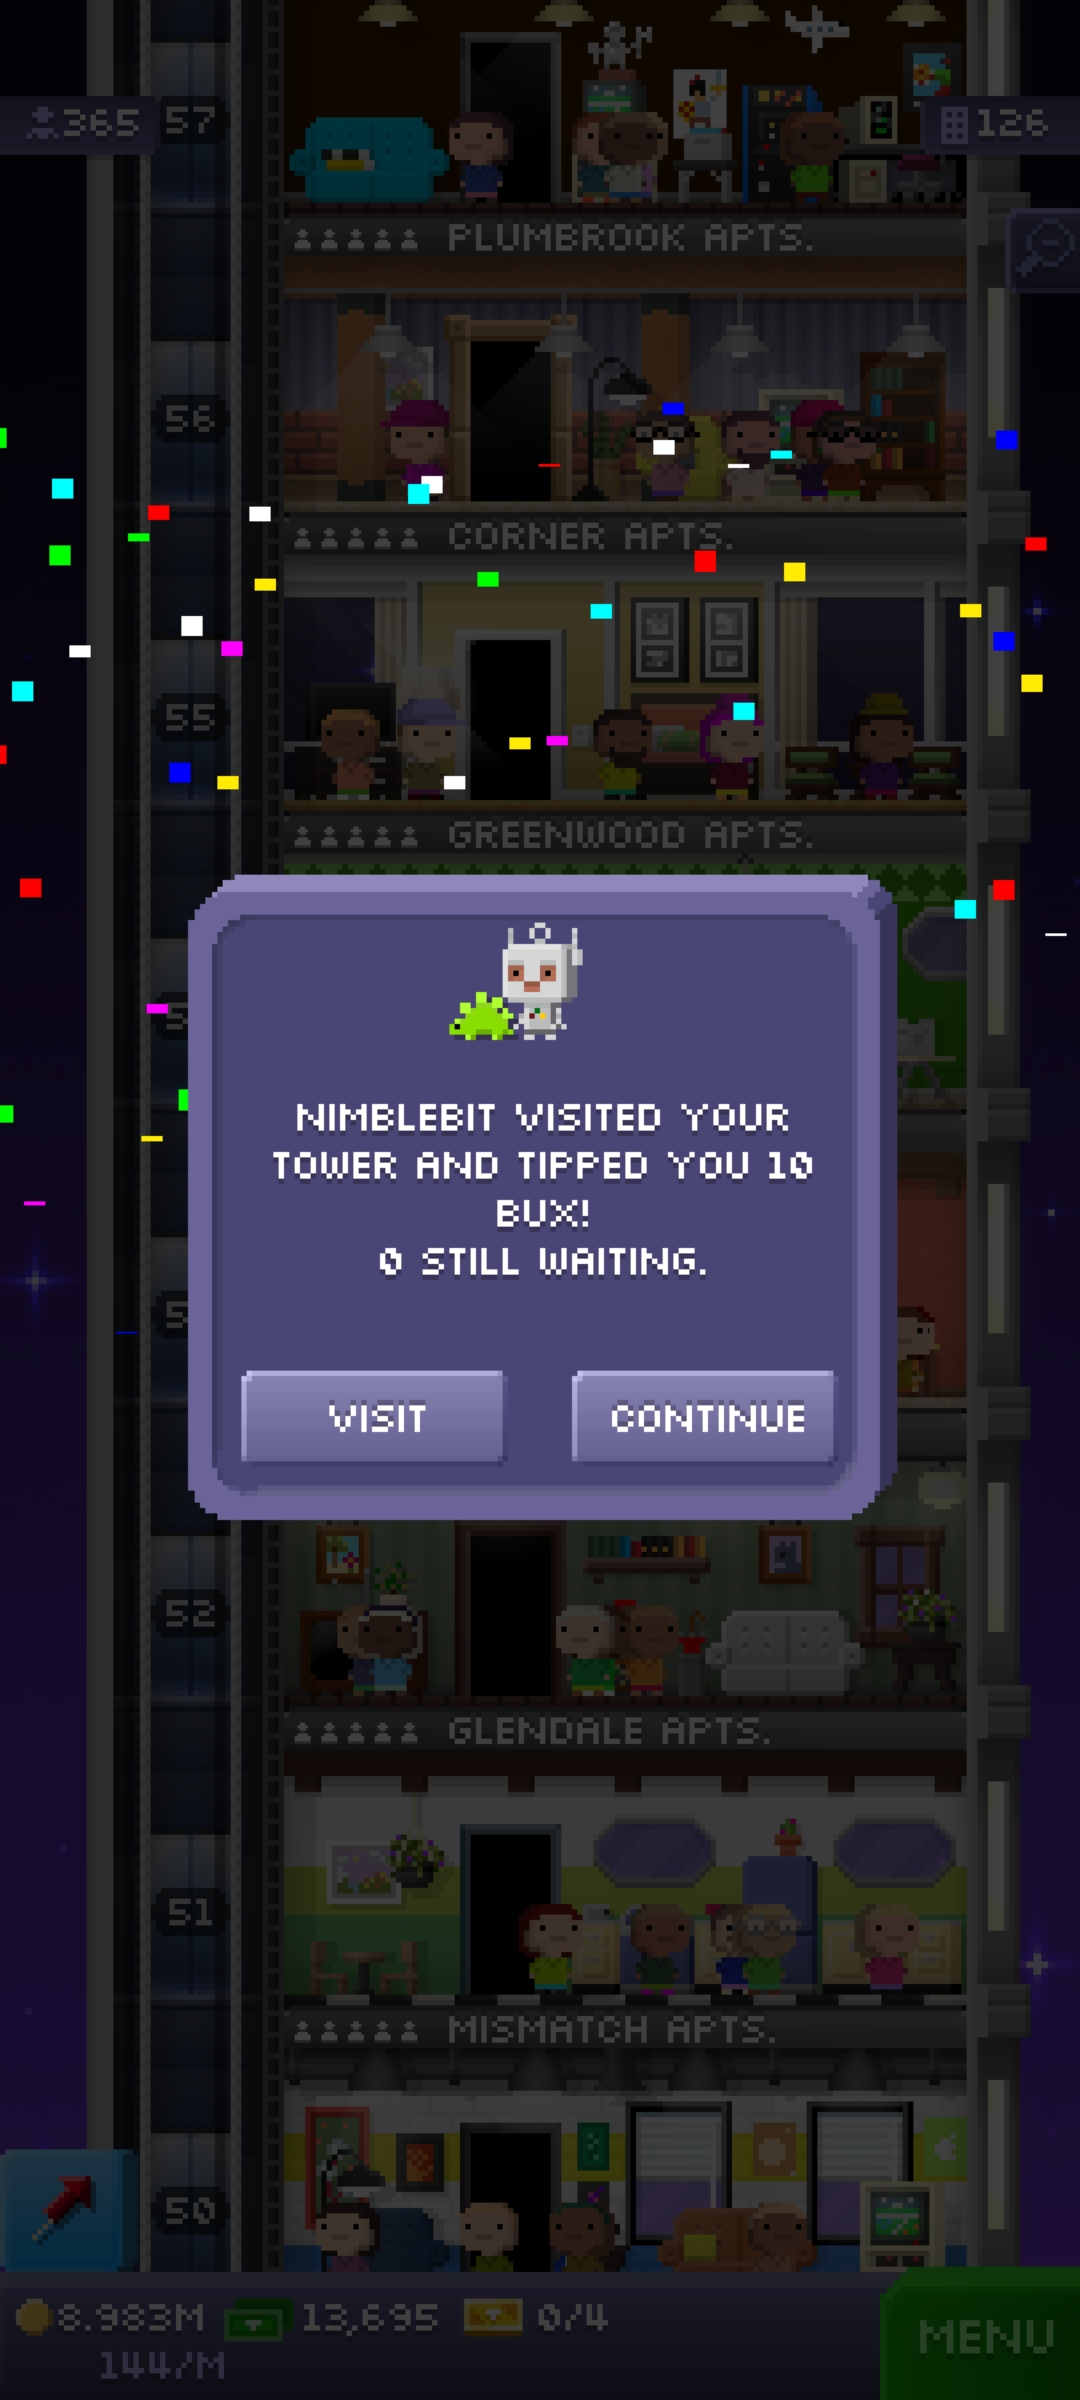 365
57
126
PLUMBROOK APTS.
56
CORNER APTS.
55
GREENWOOD APTS.
NIMBLEBIT VISITED YOUR
TOWER AND TIPPED YOU 10
BUX!
0 STILL WAITING.
VISIT
CONTINUE
52
GLENDALE APTS.
51
MISMATCH APTS.
50
8.983M
13,695
0/4
144/M
MENU